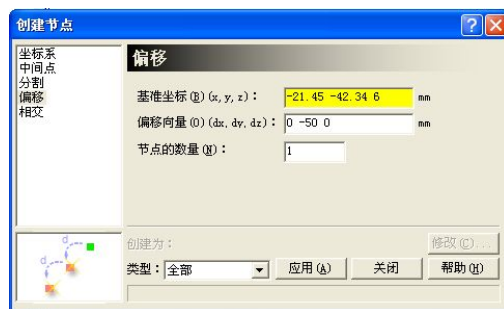 创建节点
坐标系
中间点
分割
偏移
相交
偏移
基准坐标(B)(x, y, z): -21.45 -42.34 6 mm
偏移向量(O)(dx, dy, dz): 0 -50 0 mm
节点的数量(N): 1
创建为:
修改(C)...
类型: 全部 应用(A) 关闭 帮助(H)
d
d